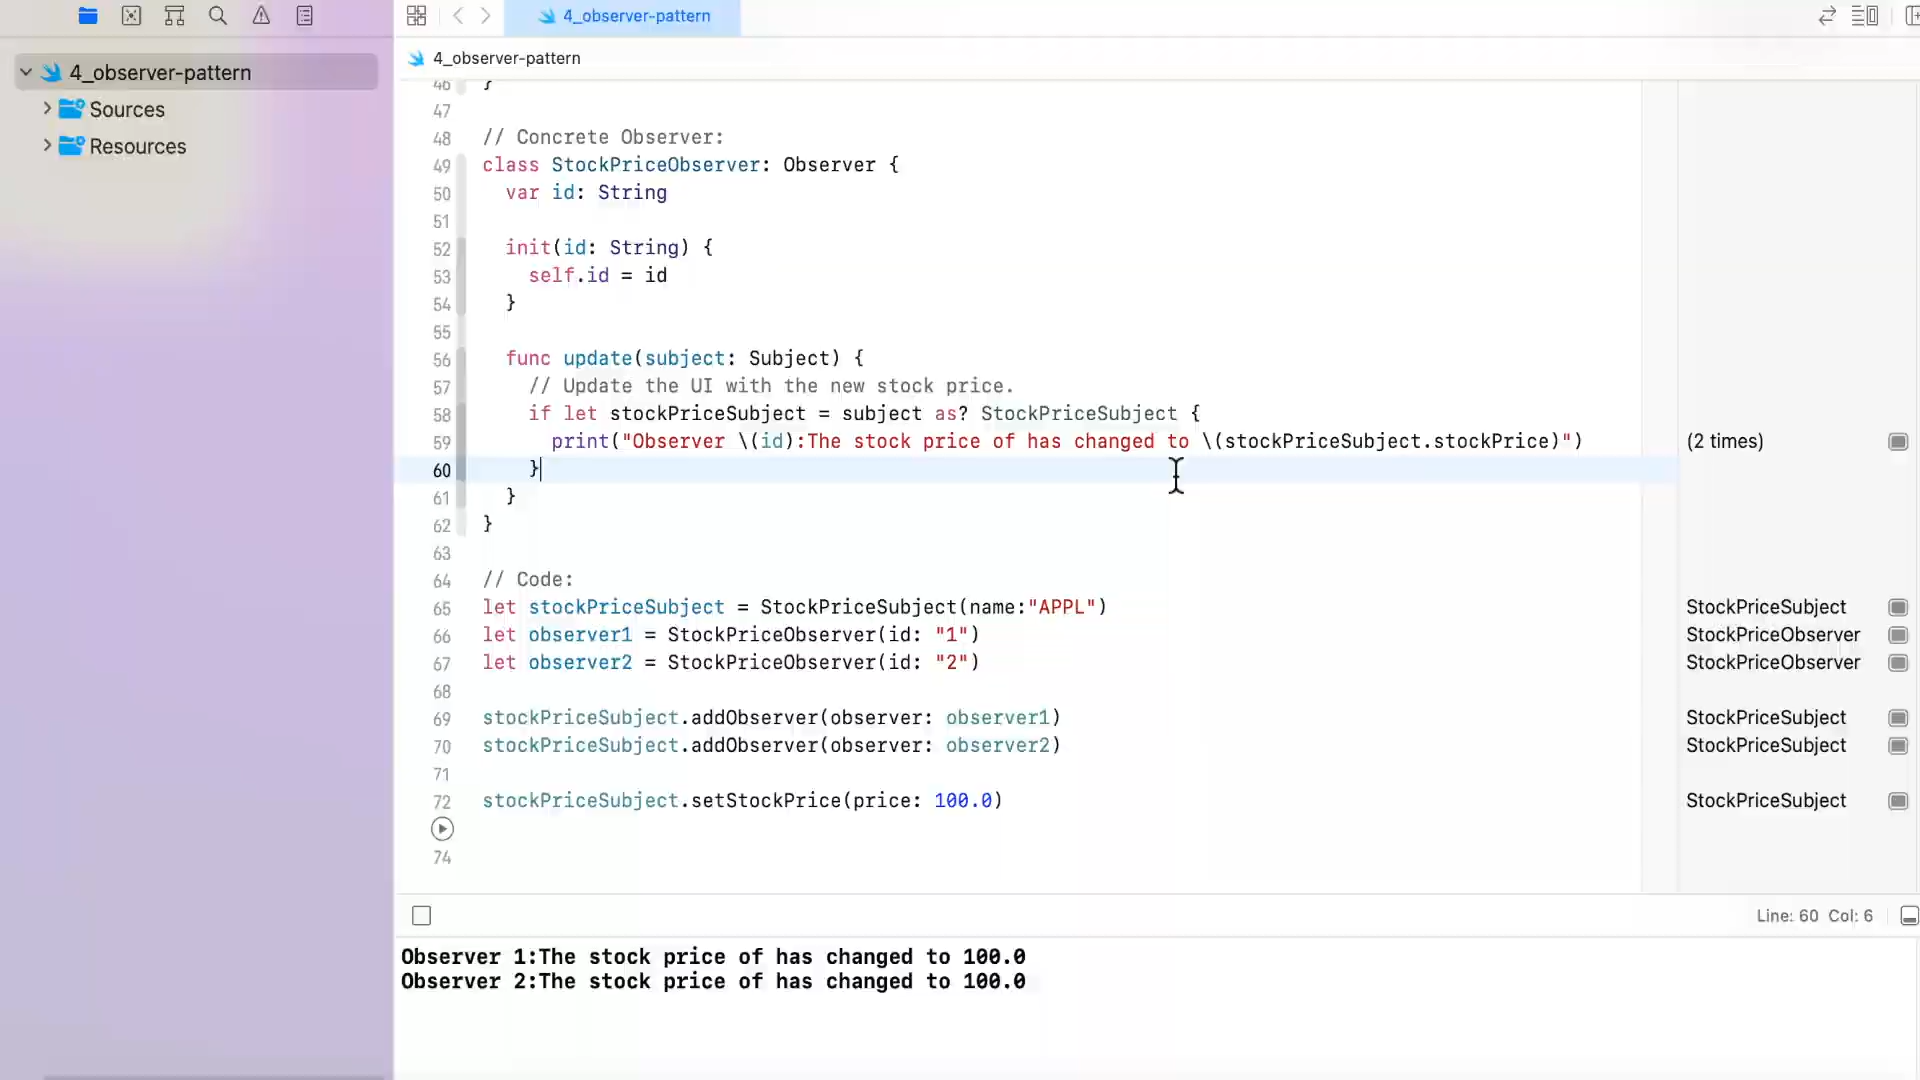 4_observer-pattern
4_observer-pattern
4_observer-pattern
Sources
Resources
46 }
47
48 // Concrete Observer:
49 class StockPriceObserver: Observer {
50 var id: String
51
52 init(id: String) {
53 self.id = id
54 }
55
56 func update(subject: Subject) {
57 // Update the UI with the new stock price.
58 if let stockPriceSubject = subject as? StockPriceSubject {
59 print("Observer \(id):The stock price of has changed to \(stockPriceSubject.stockPrice)") (2 times)
60 }
61 }
62 }
63
64 // Code:
65 let stockPriceSubject = StockPriceSubject(name:"APPL") StockPriceSubject
66 let observer1 = StockPriceObserver(id: "1") StockPriceObserver
67 let observer2 = StockPriceObserver(id: "2") StockPriceObserver
68
69 stockPriceSubject.addObserver(observer: observer1) StockPriceSubject
70 stockPriceSubject.addObserver(observer: observer2) StockPriceSubject
71
72 stockPriceSubject.setStockPrice(price: 100.0) StockPriceSubject
74
Line: 60 Col: 6
Observer 1:The stock price of has changed to 100.0
Observer 2:The stock price of has changed to 100.0